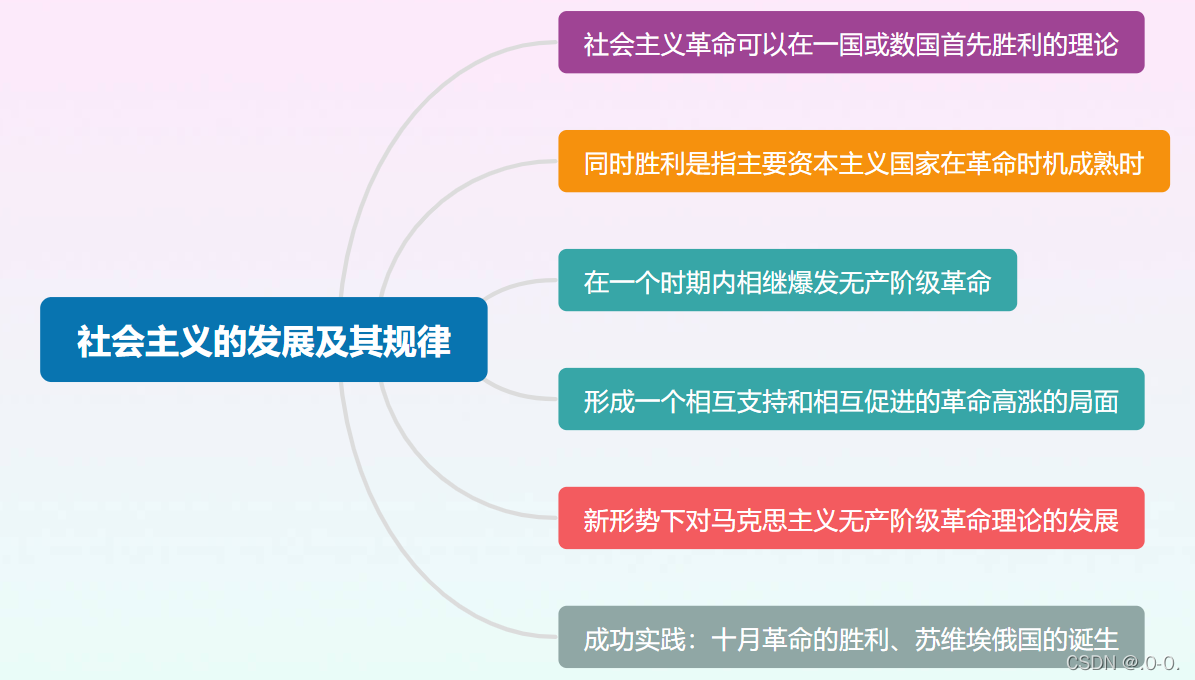 社会主义革命可以在一国或数国首先胜利的理论
同时胜利是指主要资本主义国家在革命时机成熟时
在一个时期内相继爆发无产阶级革命
社会主义的发展及其规律
形成一个相互支持和相互促进的革命高涨的局面
新形势下对马克思主义无产阶级革命理论的发展
成功实践：十月革命的胜利、苏维埃俄国的诞生
CSDN @.O-O.